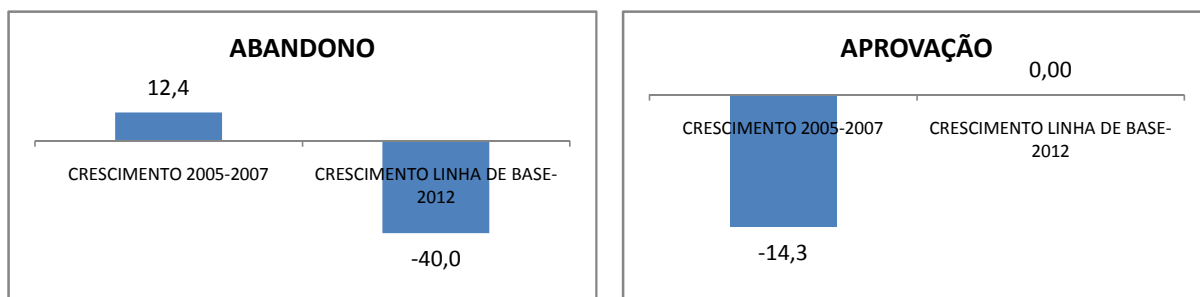 ABANDONO
12,4
CRESCIMENTO 2005-2007
CRESCIMENTO LINHA DE BASE-
2012
-40,0
APROVAÇÃO
0,00
CRESCIMENTO 2005-2007
CRESCIMENTO LINHA DE BASE-
2012
-14,3